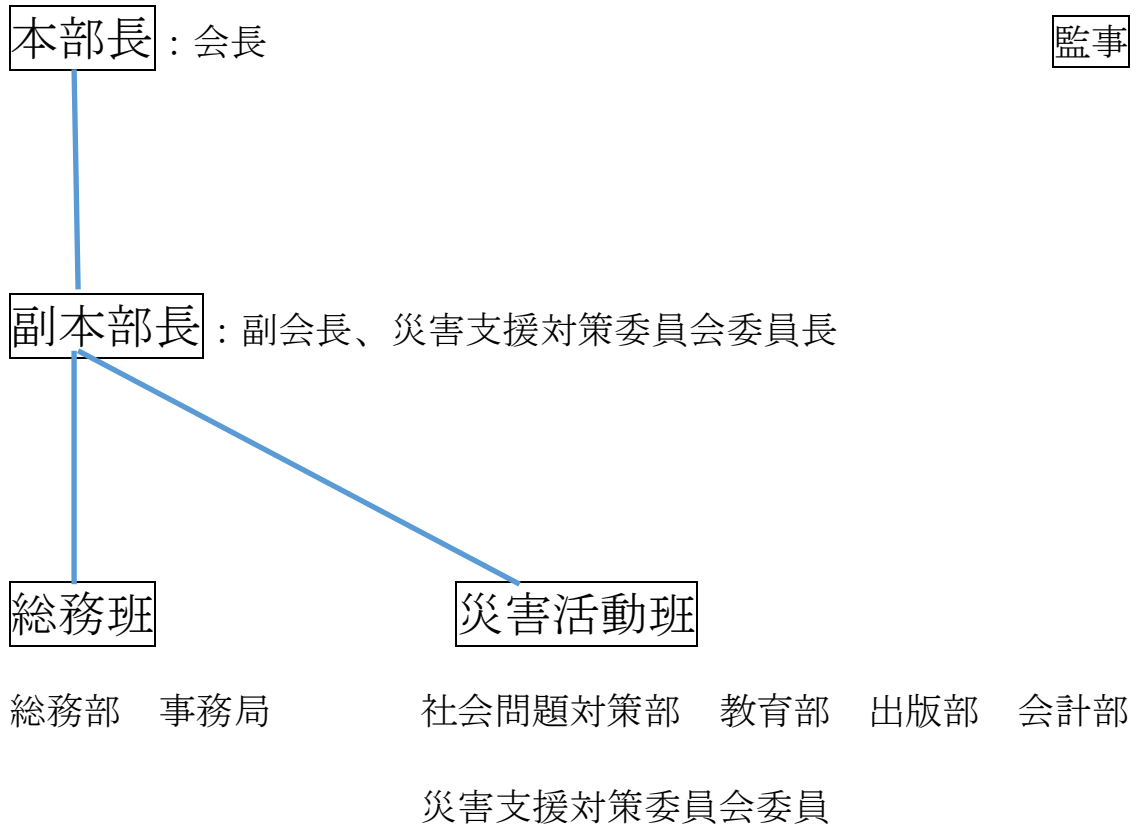 本部長：会長　監事
副本部長：副会長、災害支援対策委員会委員長
総務班　災害活動班
総務部　事務局　社会問題対策部　教育部　出版部　会計部
災害支援対策委員会委員